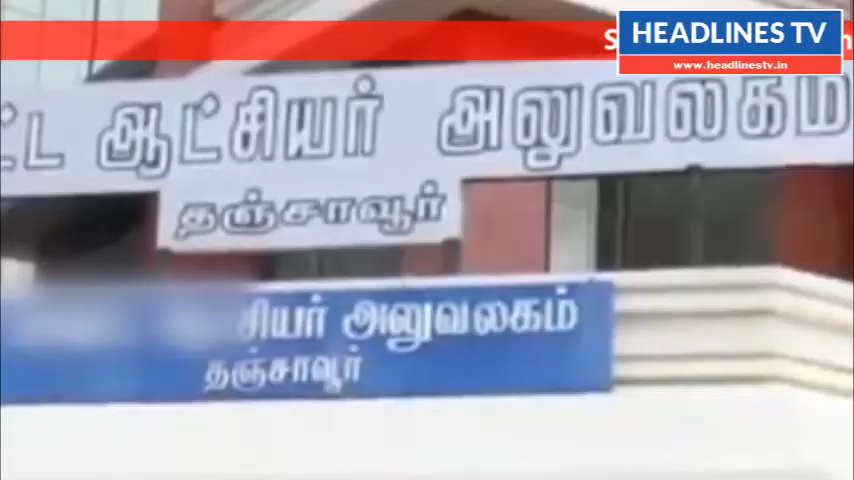 HEADLINES TV
www.headlinestv.in
ட்ட ஆட்சியர் அலுவலகம்
தஞ்சாவூர்
சியர் அலுவலகம்
தஞ்சாவூர்